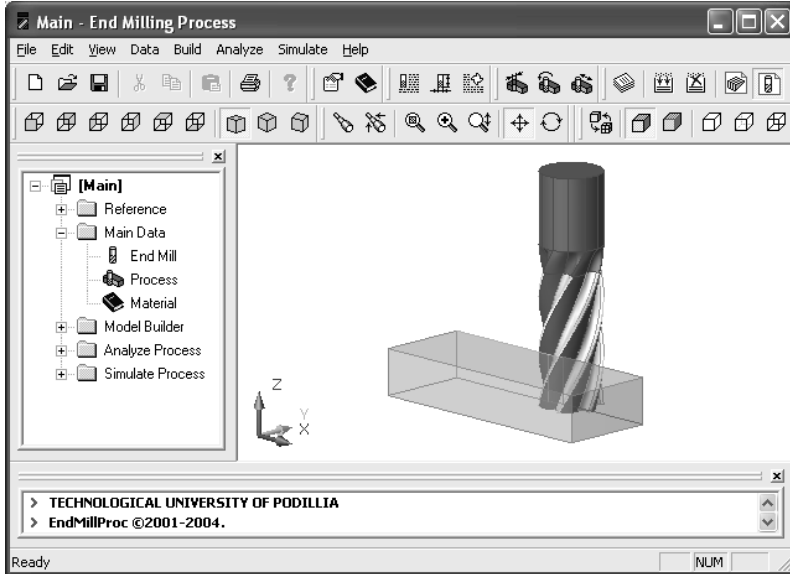 Main - End Milling Process
File Edit View Data Build Analyze Simulate Help
[Main]
Reference
Main Data
End Mill
Process
Material
Model Builder
Analyze Process
Simulate Process
Z
Y
X
> TECHNOLOGICAL UNIVERSITY OF PODILLIA
> EndMillProc ©2001-2004.
Ready NUM